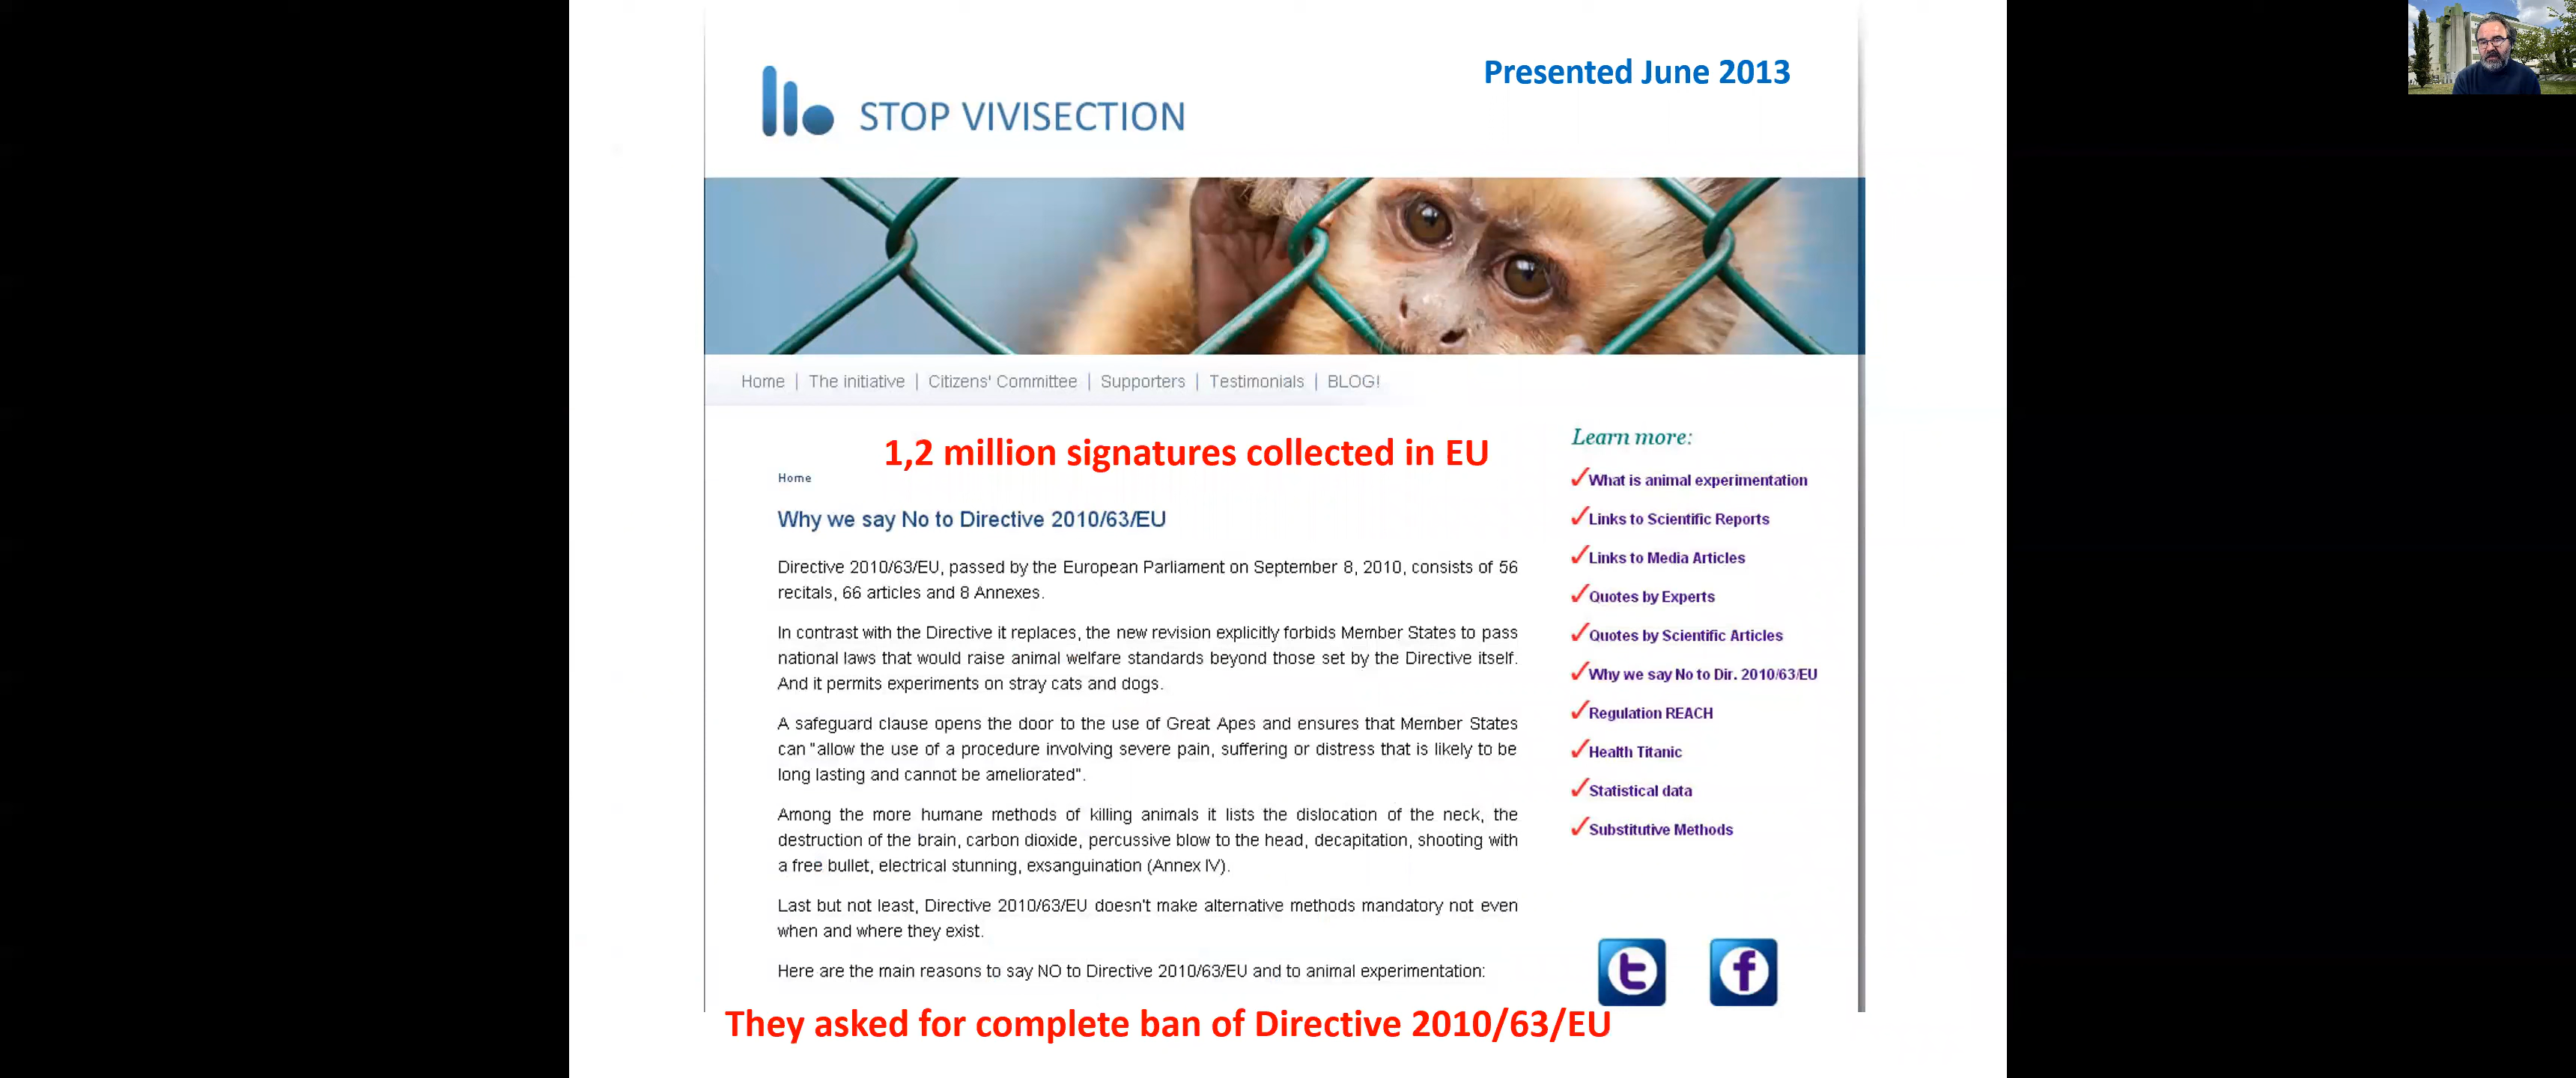 Presented June 2013
STOP VIVISECTION
Home | The initiative | Citizens' Committee | Supporters | Testimonials | BLOG!
1,2 million signatures collected in EU
Home
Why we say No to Directive 2010/63/EU
Directive 2010/63/EU, passed by the European Parliament on September 8, 2010, consists of 56
recitals, 66 articles and 8 Annexes.
In contrast with the Directive it replaces, the new revision explicitly forbids Member States to pass
national laws that would raise animal welfare standards beyond those set by the Directive itself.
And it permits experiments on stray cats and dogs.
A safeguard clause opens the door to the use of Great Apes and ensures that Member States
can "allow the use of a procedure involving severe pain, suffering or distress that is likely to be
long lasting and cannot be ameliorated".
Among the more humane methods of killing animals it lists the dislocation of the neck, the
destruction of the brain, carbon dioxide, percussive blow to the head, decapitation, shooting with
a free bullet, electrical stunning, exsanguination (Annex IV).
Last but not least, Directive 2010/63/EU doesn't make alternative methods mandatory not even
when and where they exist.
Here are the main reasons to say NO to Directive 2010/63/EU and to animal experimentation:
Learn more:
What is animal experimentation
Links to Scientific Reports
Links to Media Articles
Quotes by Experts
Quotes by Scientific Articles
Why we say No to Dir. 2010/63/EU
Regulation REACH
Health Titanic
Statistical data
Substitutive Methods
They asked for complete ban of Directive 2010/63/EU